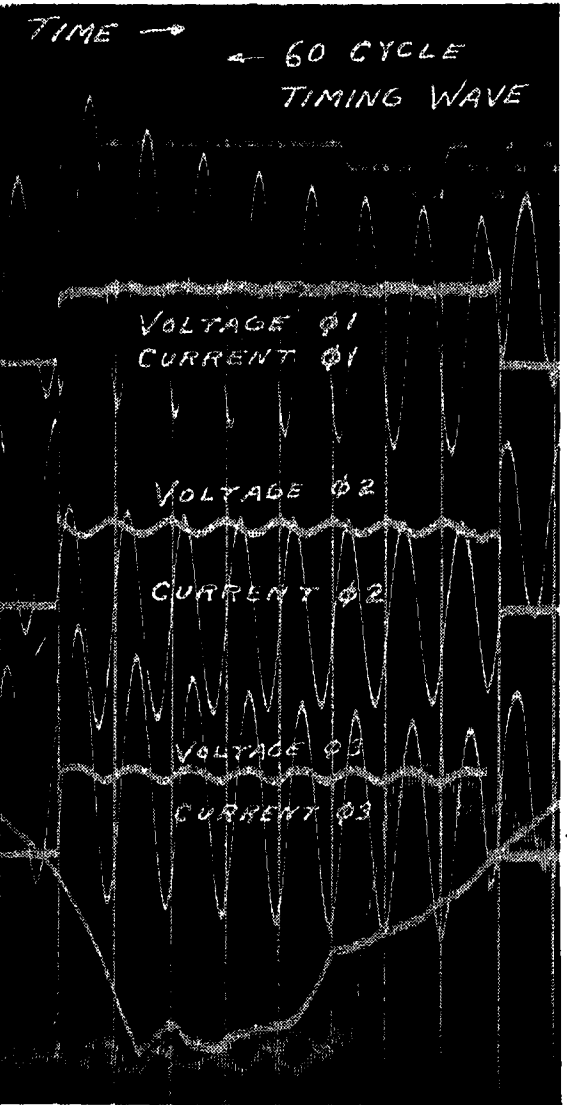 TIME →
← 60 CYCLE
TIMING WAVE
VOLTAGE φ1
CURRENT φ1
VOLTAGE φ2
CURRENT φ2
VOLTAGE φ3
CURRENT φ3